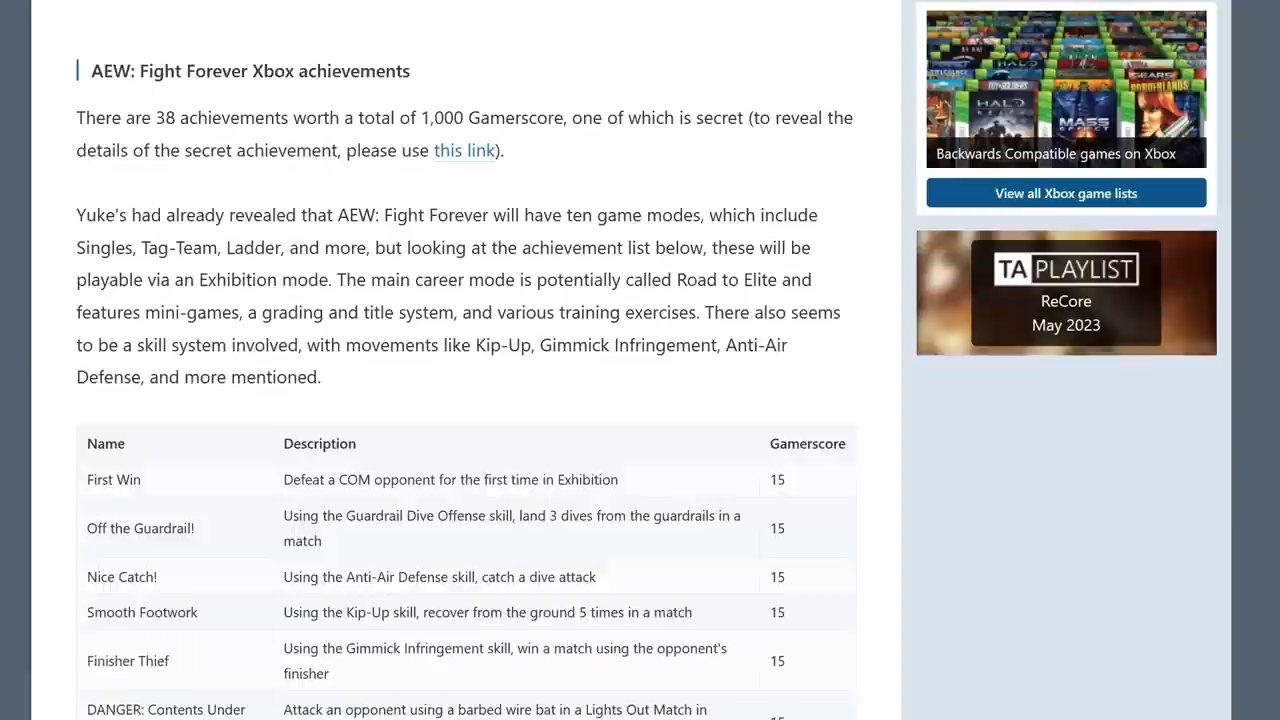 AEW: Fight Forever Xbox achievements
There are 38 achievements worth a total of 1,000 Gamerscore, one of which is secret (to reveal the
details of the secret achievement, please use this link).
Yuke's had already revealed that AEW: Fight Forever will have ten game modes, which include
Singles, Tag-Team, Ladder, and more, but looking at the achievement list below, these will be
playable via an Exhibition mode. The main career mode is potentially called Road to Elite and
features mini-games, a grading and title system, and various training exercises. There also seems
to be a skill system involved, with movements like Kip-Up, Gimmick Infringement, Anti-Air
Defense, and more mentioned.
Name Description Gamerscore
First Win Defeat a COM opponent for the first time in Exhibition 15
Off the Guardrail! Using the Guardrail Dive Offense skill, land 3 dives from the guardrails in a
match 15
Nice Catch! Using the Anti-Air Defense skill, catch a dive attack 15
Smooth Footwork Using the Kip-Up skill, recover from the ground 5 times in a match 15
Finisher Thief Using the Gimmick Infringement skill, win a match using the opponent's
finisher 15
DANGER: Contents Under Attack an opponent using a barbed wire bat in a Lights Out Match in
HALO
MASS
EFFECT
GEARS
BORDERLANDS
Backwards Compatible games on Xbox
View all Xbox game lists
TA PLAYLIST
ReCore
May 2023